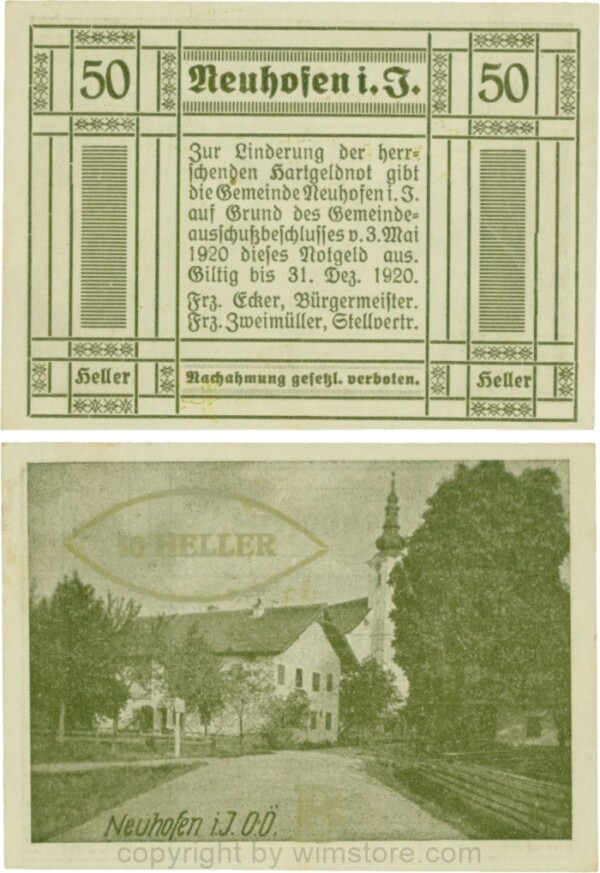 50
Neuhofen i. J.
50
Zur Linderung der herr=
schenden Hartgeldnot gibt
die Gemeinde Neuhofen i. J.
auf Grund des Gemeinde=
ausschußbeschlusses v. 3. Mai
1920 dieses Notgeld aus.
Giltig bis 31. Dez. 1920.
Frz. Ecker, Bürgermeister.
Frz. Zweimüller, Stellvertr.
Heller
Nachahmung gesetzl. verboten.
Heller
50 HELLER
Neuhofen i.J. O.Ö.
copyright by wimstore.com